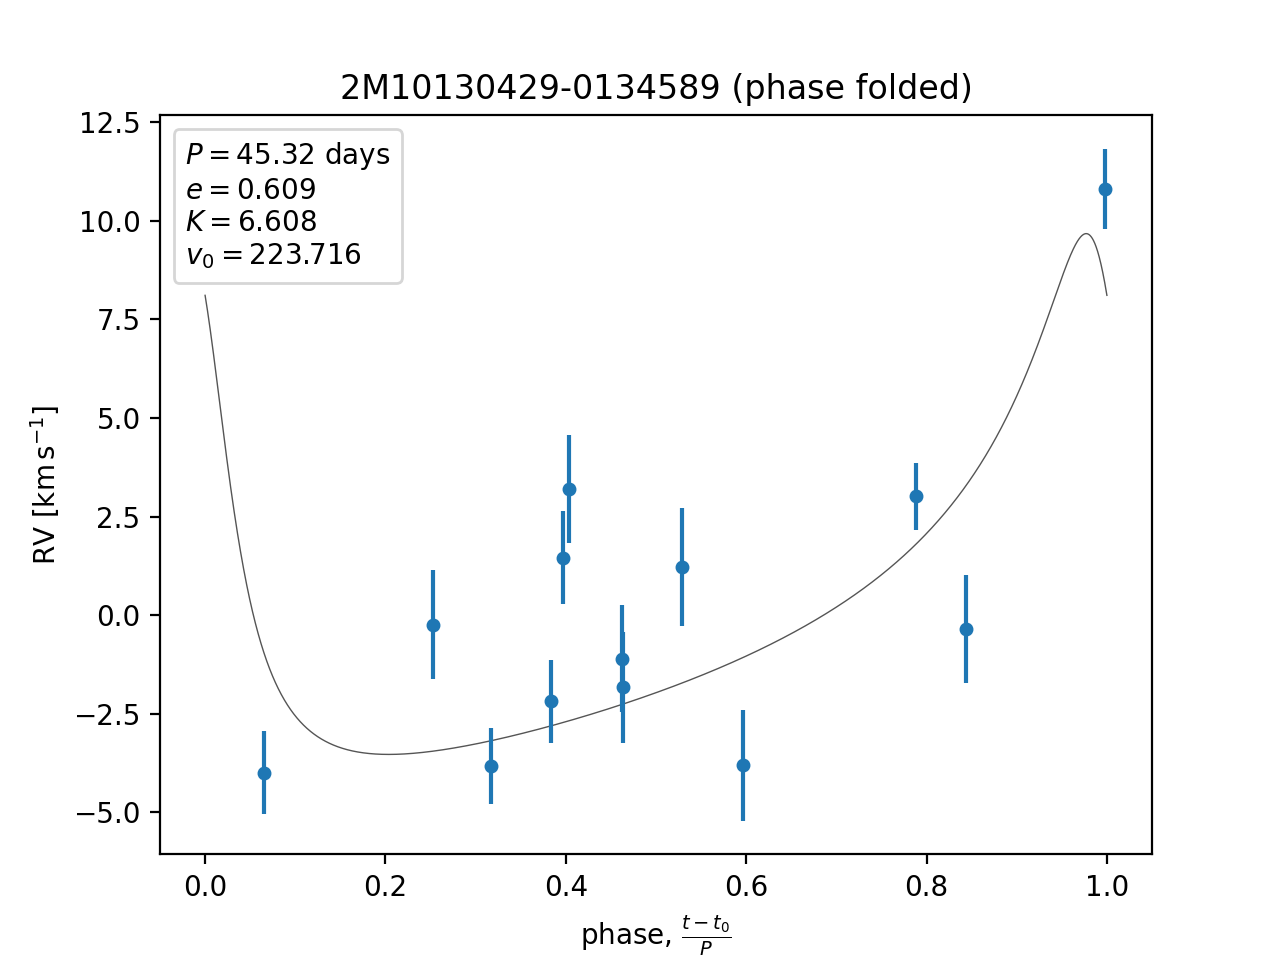 2M10130429-0134589 (phase folded)
P = 45.32 days
e = 0.609
K = 6.608
v₀ = 223.716
12.5
10.0
7.5
5.0
2.5
0.0
−2.5
−5.0
RV [km s⁻¹]
0.0 0.2 0.4 0.6 0.8 1.0
phase, (t − t₀)/P